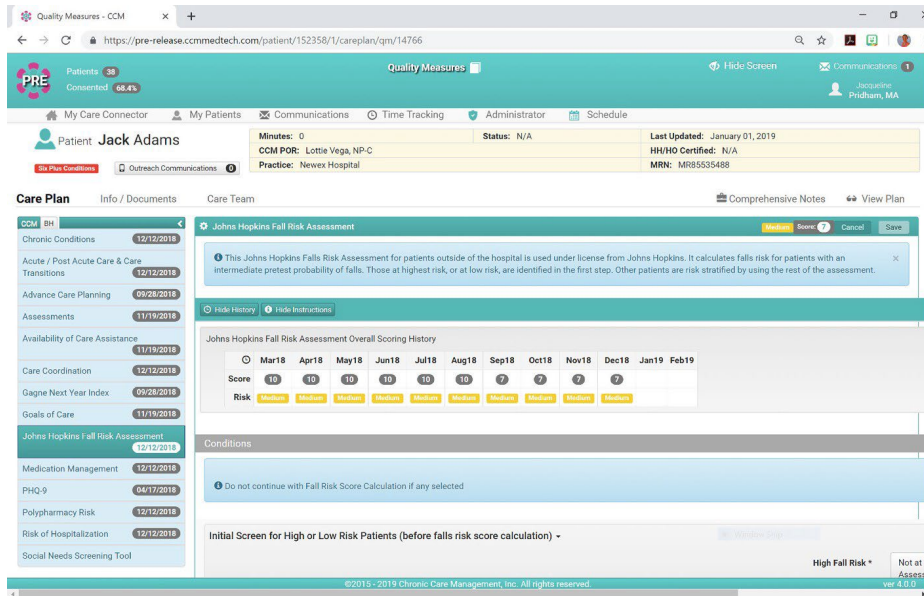 Quality Measures - CCM
https://pre-release.ccmmedtech.com/patient/152358/1/careplan/qm/14766
PRE
Patients 38
Consented 68.4%
Quality Measures
Hide Screen
Communications 1
Jacqueline
Pridham, MA
My Care Connector My Patients Communications Time Tracking Administrator Schedule
Patient Jack Adams
Six Plus Conditions
Outreach Communications 0
Minutes: 0 Status: N/A Last Updated: January 01, 2019
CCM POR: Lottie Vega, NP-C HH/HO Certified: N/A
Practice: Newex Hospital MRN: MR85535488
Care Plan Info / Documents Care Team Comprehensive Notes View Plan
CCM BH
Chronic Conditions 12/12/2018
Acute / Post Acute Care & Care
Transitions 12/12/2018
Advance Care Planning 09/28/2018
Assessments 11/19/2018
Availability of Care Assistance
11/19/2018
Care Coordination 12/12/2018
Gagne Next Year Index 09/28/2018
Goals of Care 11/19/2018
Johns Hopkins Fall Risk Assessment
12/12/2018
Medication Management 12/12/2018
PHQ-9 04/17/2018
Polypharmacy Risk 12/12/2018
Risk of Hospitalization 12/12/2018
Social Needs Screening Tool
Johns Hopkins Fall Risk Assessment Medium Score: 7 Cancel Save
This Johns Hopkins Falls Risk Assessment for patients outside of the hospital is used under license from Johns Hopkins. It calculates falls risk for patients with an
intermediate pretest probability of falls. Those at highest risk, or at low risk, are identified in the first step. Other patients are risk stratified by using the rest of the assessment.
Hide History Hide Instructions
Johns Hopkins Fall Risk Assessment Overall Scoring History
Mar18 Apr18 May18 Jun18 Jul18 Aug18 Sep18 Oct18 Nov18 Dec18 Jan19 Feb19
Score 10 10 10 10 10 10 7 7 7 7
Risk Medium Medium Medium Medium Medium Medium Medium Medium Medium Medium
Conditions
Do not continue with Fall Risk Score Calculation if any selected
Initial Screen for High or Low Risk Patients (before falls risk score calculation)
High Fall Risk * Not at
Assess
©2015 - 2019 Chronic Care Management, Inc. All rights reserved.
ver 4.0.0